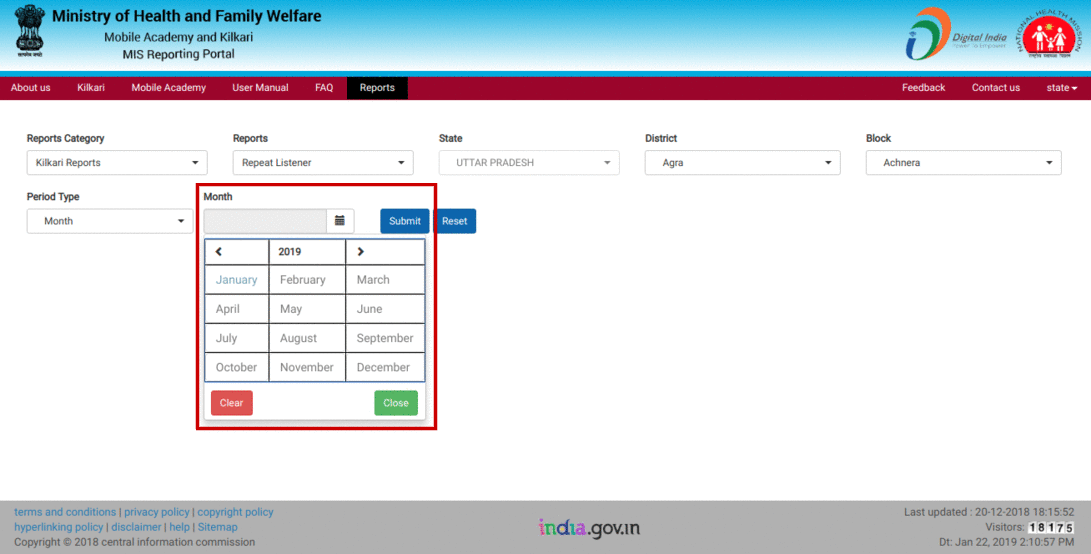 Ministry of Health and Family Welfare
Mobile Academy and Kilkari
MIS Reporting Portal
Digital India
Power To Empower
NATIONAL HEALTH MISSION
About us Kilkari Mobile Academy User Manual FAQ Reports Feedback Contact us state
Reports Category Reports State District Block
Kilkari Reports Repeat Listener UTTAR PRADESH Agra Achnera
Period Type Month
Month Submit Reset
2019
January February March
April May June
July August September
October November December
Clear Close
terms and conditions | privacy policy | copyright policy
hyperlinking policy | disclaimer | help | Sitemap
Copyright © 2018 central information commission
india.gov.in
Last updated : 20-12-2018 18:15:52
Visitors: 18175
Dt: Jan 22, 2019 2:10:57 PM